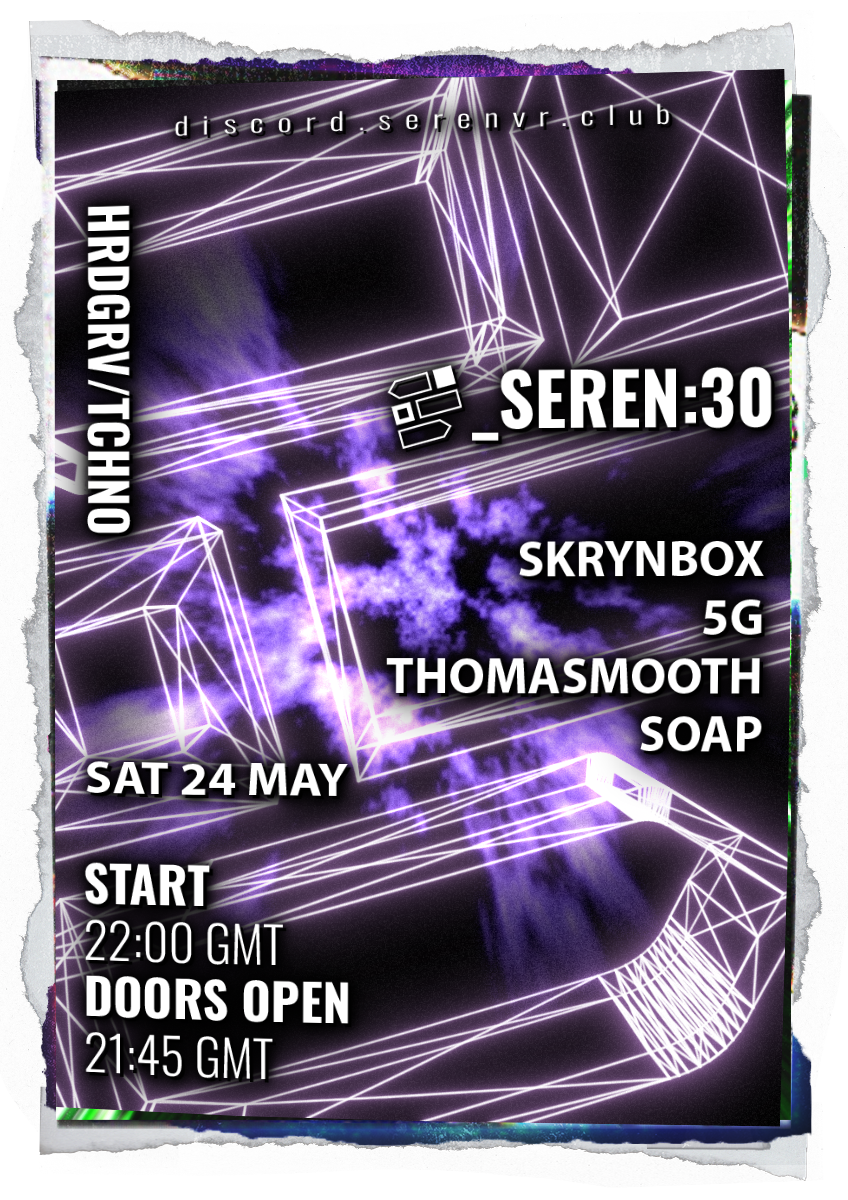 discord.serenvr.club
HRDGRV/TCHNO
_SEREN:30
SKRYNBOX
5G
THOMASMOOTH
SOAP
SAT 24 MAY
START
22:00 GMT
DOORS OPEN
21:45 GMT